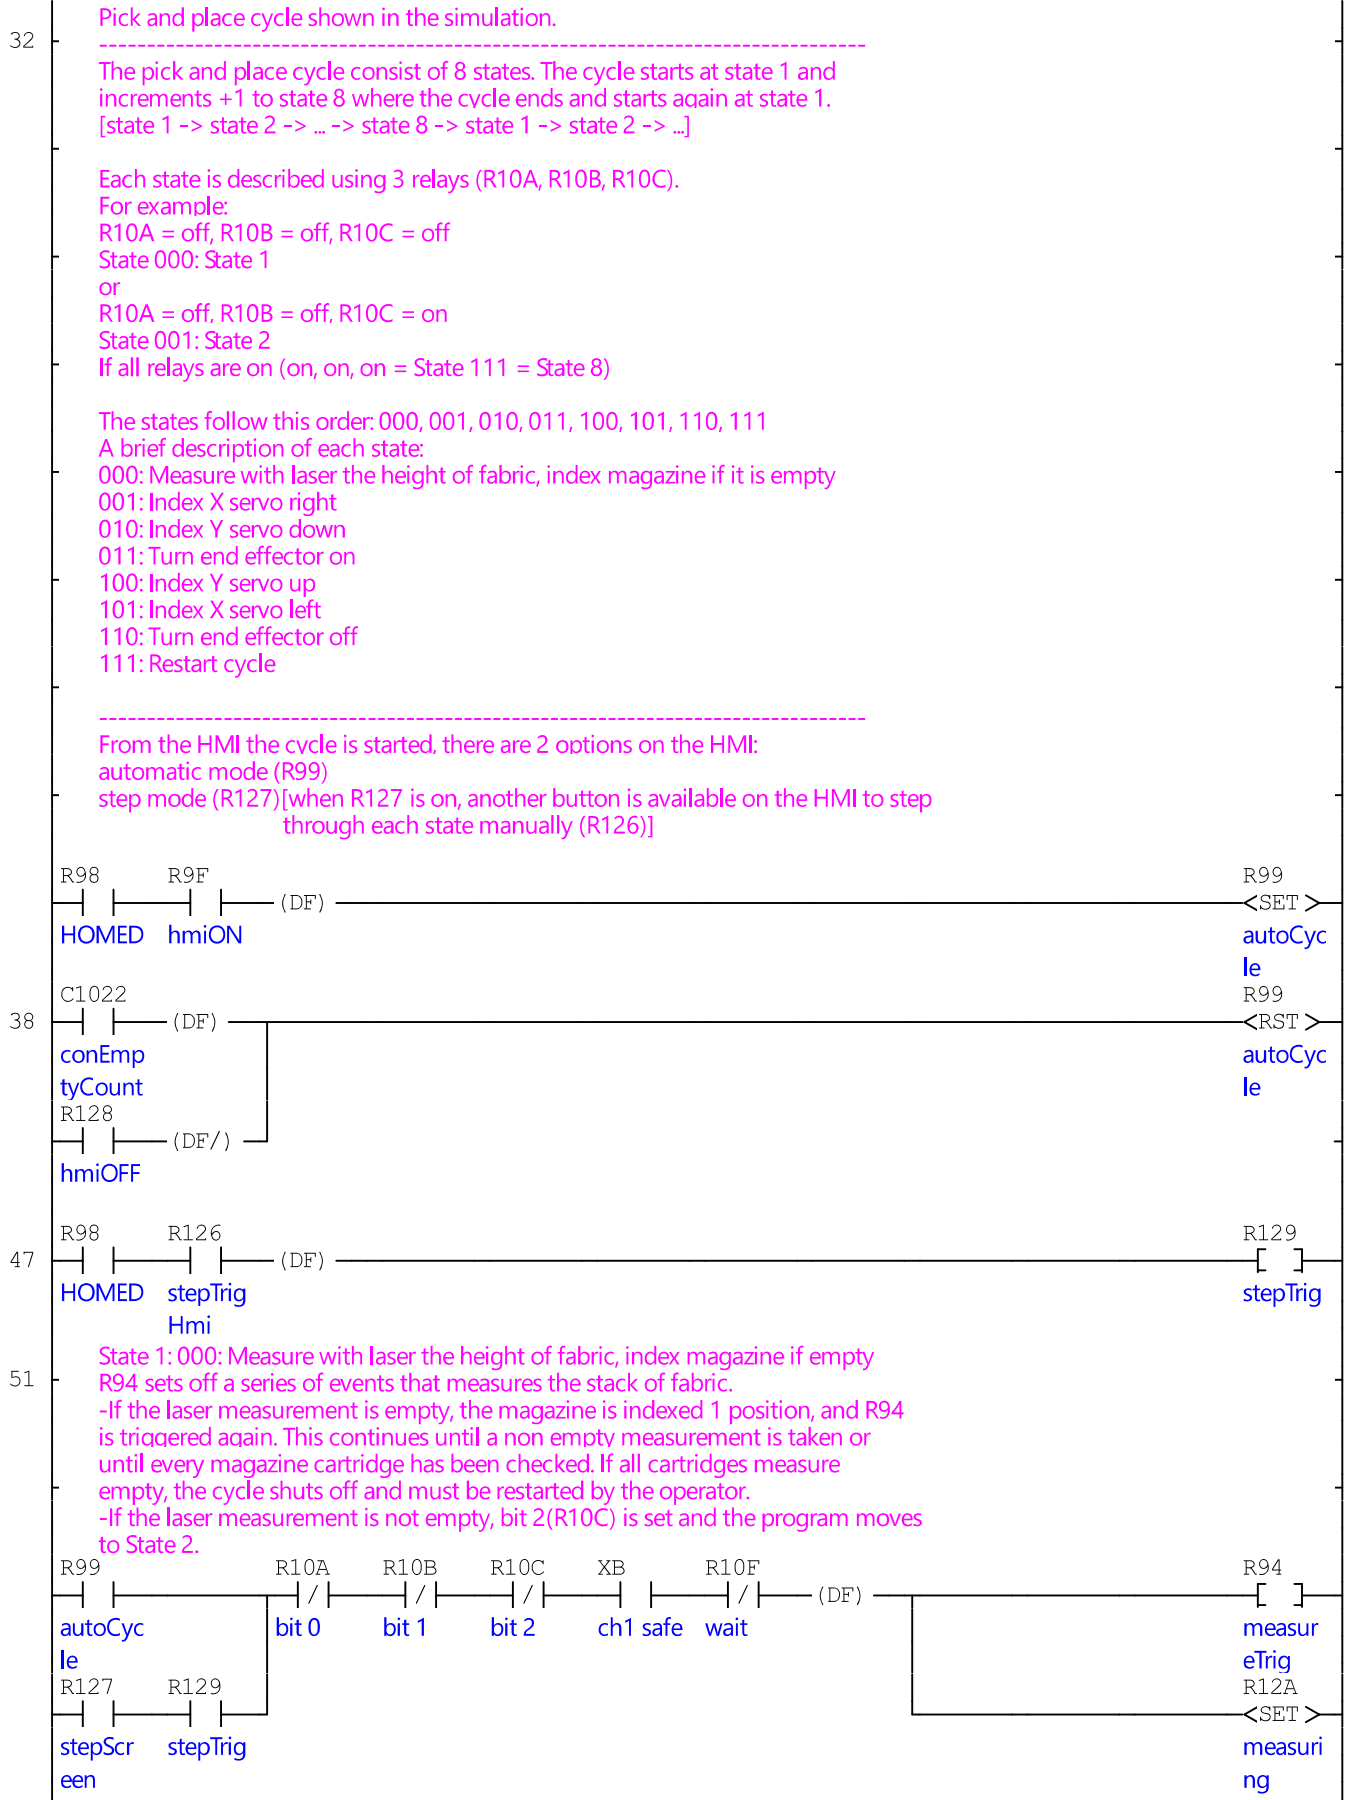 Pick and place cycle shown in the simulation.
32
--------------------------------------------------------------------------------
The pick and place cycle consist of 8 states. The cycle starts at state 1 and
increments +1 to state 8 where the cycle ends and starts again at state 1.
[state 1 -> state 2 -> ... -> state 8 -> state 1 -> state 2 -> ...]
Each state is described using 3 relays (R10A, R10B, R10C).
For example:
R10A = off, R10B = off, R10C = off
State 000: State 1
or
R10A = off, R10B = off, R10C = on
State 001: State 2
If all relays are on (on, on, on = State 111 = State 8)
The states follow this order: 000, 001, 010, 011, 100, 101, 110, 111
A brief description of each state:
000: Measure with laser the height of fabric, index magazine if it is empty
001: Index X servo right
010: Index Y servo down
011: Turn end effector on
100: Index Y servo up
101: Index X servo left
110: Turn end effector off
111: Restart cycle
--------------------------------------------------------------------------------
From the HMI the cycle is started, there are 2 options on the HMI:
automatic mode (R99)
step mode (R127)[when R127 is on, another button is available on the HMI to step
through each state manually (R126)]
R98 R9F R99
(DF) <SET>
HOMED hmiON autoCyc
le
C1022 R99
38 (DF) <RST>
conEmp autoCyc
tyCount le
R128
(DF/)
hmiOFF
R98 R126 R129
47 (DF) [ ]
HOMED stepTrig stepTrig
Hmi
State 1: 000: Measure with laser the height of fabric, index magazine if empty
51 R94 sets off a series of events that measures the stack of fabric.
-If the laser measurement is empty, the magazine is indexed 1 position, and R94
is triggered again. This continues until a non empty measurement is taken or
until every magazine cartridge has been checked. If all cartridges measure
empty, the cycle shuts off and must be restarted by the operator.
-If the laser measurement is not empty, bit 2(R10C) is set and the program moves
to State 2.
R99 R10A R10B R10C XB R10F R94
/ / / / (DF) [ ]
autoCyc bit 0 bit 1 bit 2 ch1 safe wait measur
le eTrig
R127 R129 R12A
<SET>
stepScr stepTrig measuri
een ng